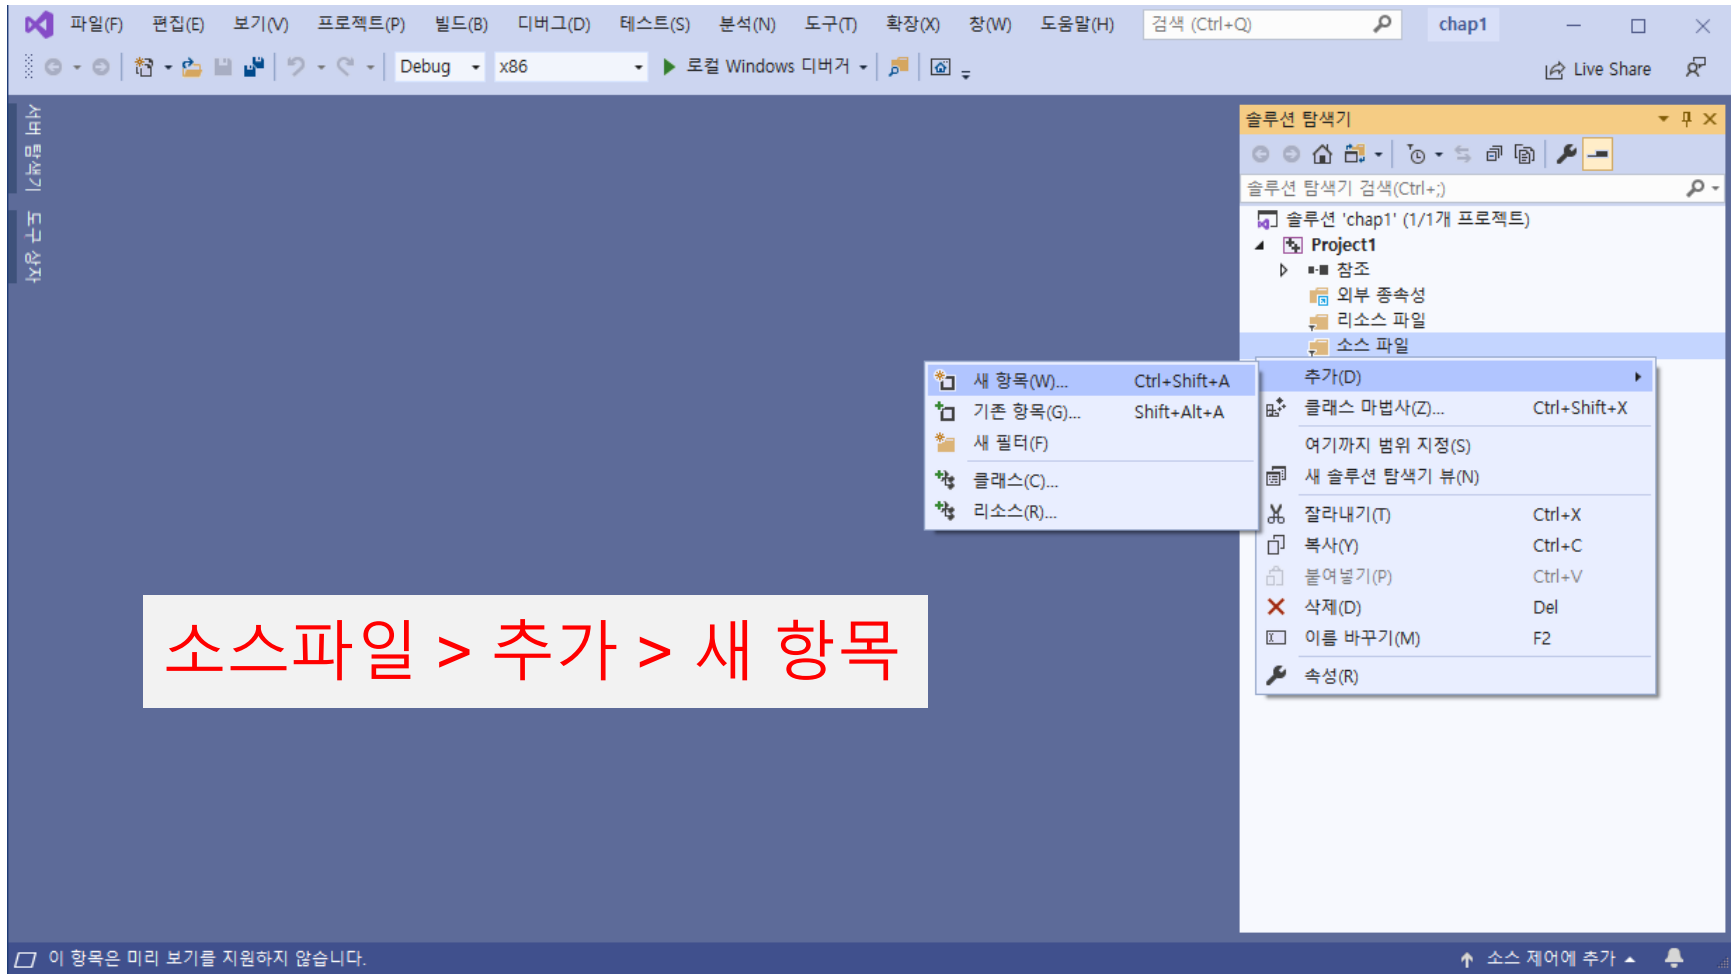 파일(F) 편집(E) 보기(V) 프로젝트(P) 빌드(B) 디버그(D) 테스트(S) 분석(N) 도구(T) 확장(X) 창(W) 도움말(H) 검색 (Ctrl+Q) chap1
Debug x86 로컬 Windows 디버거 Live Share
서버 탐색기
도구 상자
솔루션 탐색기
솔루션 탐색기 검색(Ctrl+;)
솔루션 'chap1' (1/1개 프로젝트)
Project1
참조
외부 종속성
리소스 파일
소스 파일
새 항목(W)... Ctrl+Shift+A
기존 항목(G)... Shift+Alt+A
새 필터(F)
클래스(C)...
리소스(R)...
추가(D)
클래스 마법사(Z)... Ctrl+Shift+X
여기까지 범위 지정(S)
새 솔루션 탐색기 뷰(N)
잘라내기(T) Ctrl+X
복사(Y) Ctrl+C
붙여넣기(P) Ctrl+V
삭제(D) Del
이름 바꾸기(M) F2
속성(R)
소스파일 > 추가 > 새 항목
이 항목은 미리 보기를 지원하지 않습니다. 소스 제어에 추가